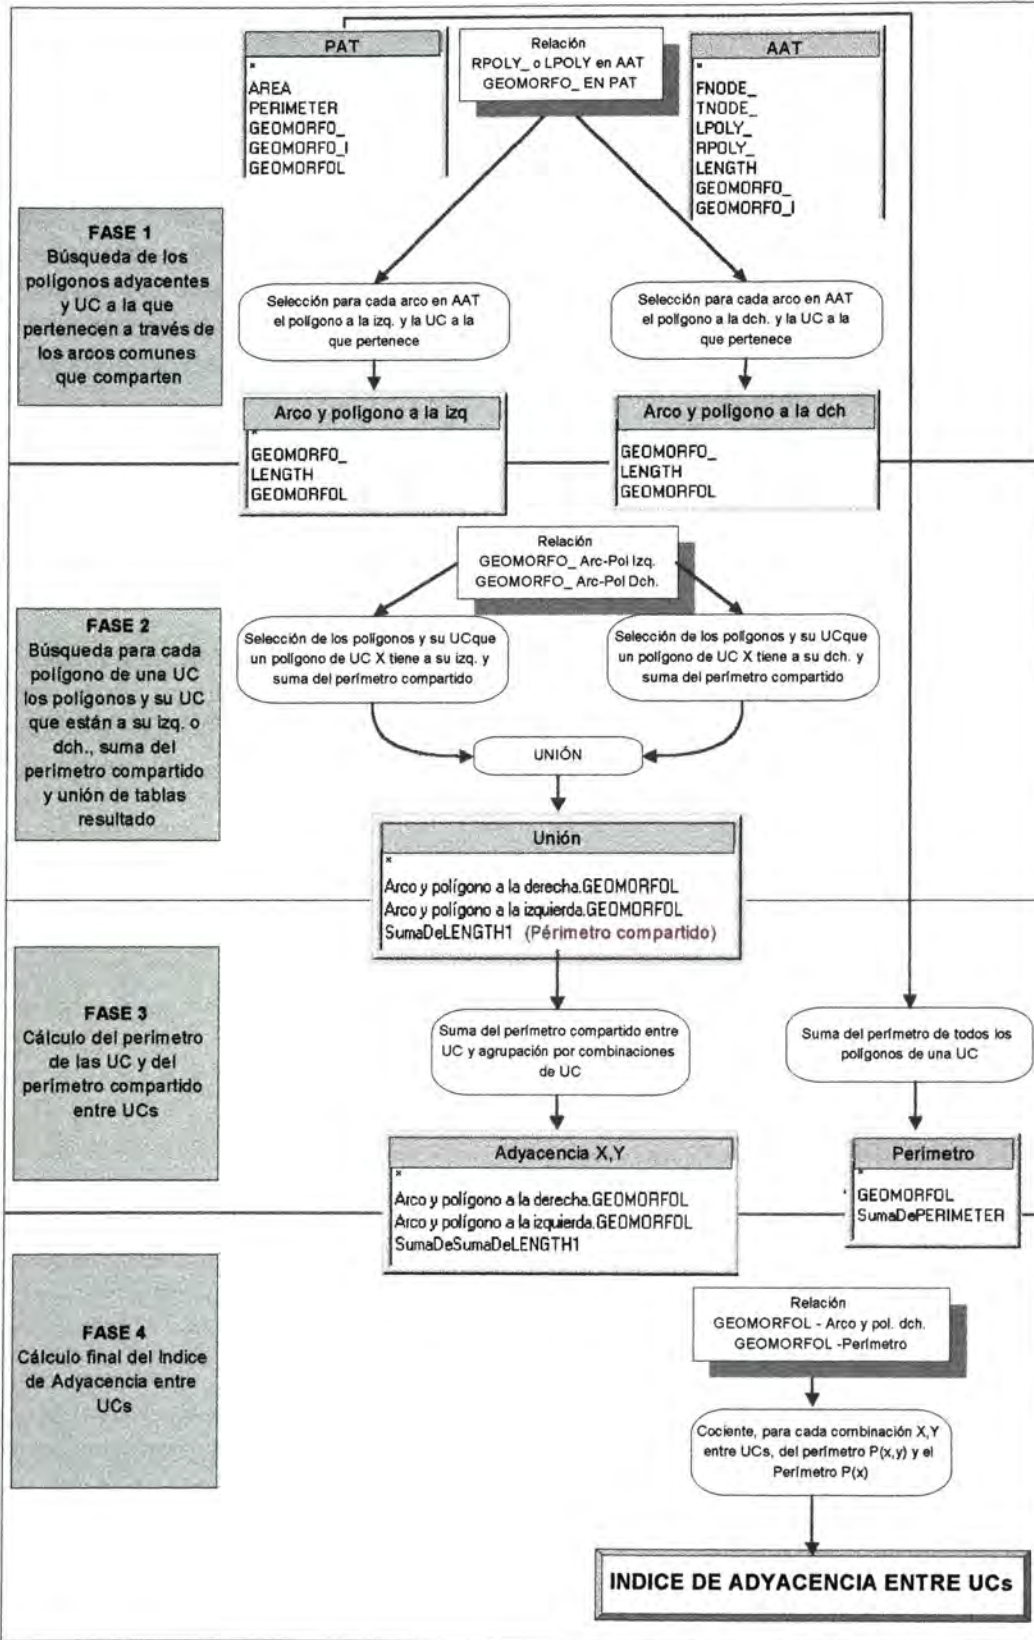 PAT
*
AREA
PERIMETER
GEOMORFO_
GEOMORFO_I
GEOMORFOL
Relación
RPOLY_ o LPOLY en AAT
GEOMORFO_ EN PAT
AAT
*
FNODE_
TNODE_
LPOLY_
RPOLY_
LENGTH
GEOMORFO_
GEOMORFO_I
FASE 1
Búsqueda de los
polígonos adyacentes
y UC a la que
pertenecen a través de
los arcos comunes
que comparten
Selección para cada arco en AAT
el polígono a la izq. y la UC a la
que pertenece
Selección para cada arco en AAT
el polígono a la dch. y la UC a la
que pertenece
Arco y polígono a la izq
*
GEOMORFO_
LENGTH
GEOMORFOL
Arco y polígono a la dch
GEOMORFO_
LENGTH
GEOMORFOL
Relación
GEOMORFO_ Arc-Pol Izq.
GEOMORFO_ Arc-Pol Dch.
FASE 2
Búsqueda para cada
polígono de una UC
los polígonos y su UC
que están a su izq. o
dch., suma del
perímetro compartido
y unión de tablas
resultado
Selección de los polígonos y su UCque
un polígono de UC X tiene a su izq. y
suma del perímetro compartido
Selección de los polígonos y su UCque
un polígono de UC X tiene a su dch. y
suma del perímetro compartido
UNIÓN
Unión
*
Arco y polígono a la derecha.GEOMORFOL
Arco y polígono a la izquierda.GEOMORFOL
SumaDeLENGTH1 (Périmetro compartido)
FASE 3
Cálculo del perímetro
de las UC y del
perímetro compartido
entre UCs
Suma del perímetro compartido entre
UC y agrupación por combinaciones
de UC
Suma del perímetro de todos los
polígonos de una UC
Adyacencia X,Y
*
Arco y polígono a la derecha.GEOMORFOL
Arco y polígono a la izquierda.GEOMORFOL
SumaDeSumaDeLENGTH1
Perímetro
*
GEOMORFOL
SumaDePERIMETER
FASE 4
Cálculo final del Indice
de Adyacencia entre
UCs
Relación
GEOMORFOL - Arco y pol. dch.
GEOMORFOL -Perímetro
Cociente, para cada combinación X,Y
entre UCs, del perímetro P(x,y) y el
Perímetro P(x)
INDICE DE ADYACENCIA ENTRE UCs